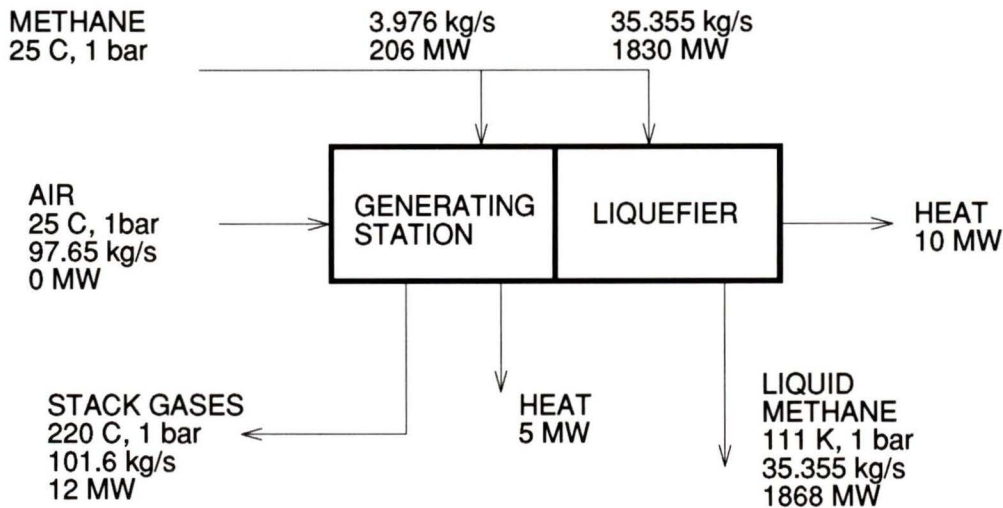 METHANE
25 C, 1 bar
3.976 kg/s
206 MW
35.355 kg/s
1830 MW
AIR
25 C, 1bar
97.65 kg/s
0 MW
GENERATING
STATION
LIQUEFIER
HEAT
10 MW
STACK GASES
220 C, 1 bar
101.6 kg/s
12 MW
HEAT
5 MW
LIQUID
METHANE
111 K, 1 bar
35.355 kg/s
1868 MW